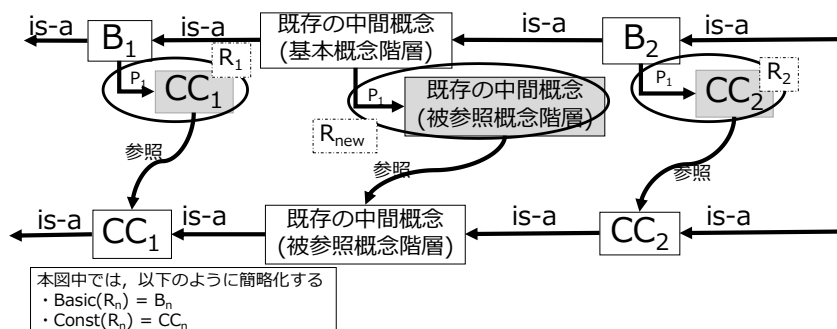 is-a
B₁
is-a
既存の中間概念
(基本概念階層)
is-a
B₂
is-a
R₁
P₁
CC₁
P₁
既存の中間概念
(被参照概念階層)
R_new
P₁
CC₂
R₂
参照
参照
参照
is-a
CC₁
is-a
既存の中間概念
(被参照概念階層)
is-a
CC₂
is-a
本図中では，以下のように簡略化する
・Basic(Rₙ) = Bₙ
・Const(Rₙ) = CCₙ